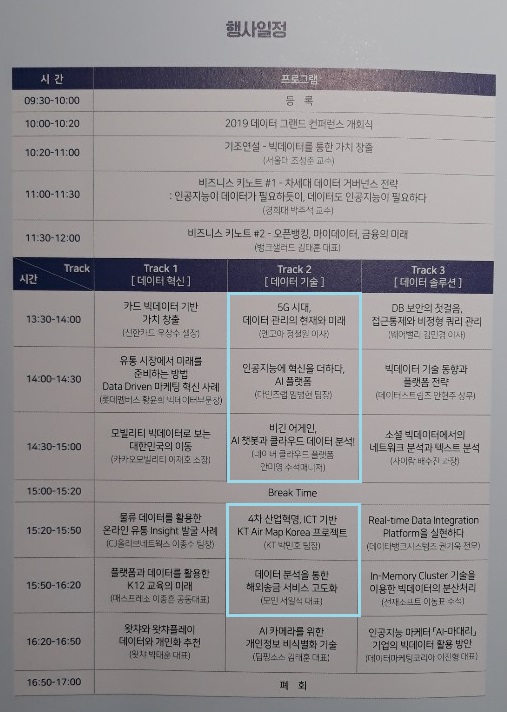 행사일정
시 간 프로그램
09:30-10:00 등 록
10:00-10:20 2019 데이터 그랜드 컨퍼런스 개회식
10:20-11:00 기조연설 - 빅데이터를 통한 가치 창출
(서울대 조성준 교수)
11:00-11:30 비즈니스 키노트 #1 - 차세대 데이터 거버넌스 전략
: 인공지능이 데이터가 필요하듯이, 데이터도 인공지능이 필요하다
(경희대 박주석 교수)
11:30-12:00 비즈니스 키노트 #2 - 오픈뱅킹, 마이데이터, 금융의 미래
(뱅크샐러드 김태훈 대표)
시간 Track
Track 1
[ 데이터 혁신 ]
Track 2
[ 데이터 기술 ]
Track 3
[ 데이터 솔루션 ]
13:30-14:00
카드 빅데이터 기반
가치 창출
(신한카드 우상수 셀장)
5G 시대,
데이터 관리의 현재와 미래
(엔코아 정철원 이사)
DB 보안의 첫걸음,
접근통제와 비정형 쿼리 관리
(웨어밸리 김민경 이사)
14:00-14:30
유통 시장에서 미래를
준비하는 방법
Data Driven 마케팅 혁신 사례
(롯데멤버스 황윤희 빅데이터부문장)
인공지능에 혁신을 더하다,
AI 플랫폼
(마인즈랩 팀장)
빅데이터 기술 동향과
플랫폼 전략
(데이터스트림즈 안현주 상무)
14:30-15:00
모빌리티 빅데이터로 보는
대한민국의 이동
(카카오모빌리티 이재호 소장)
비긴 어게인,
AI 챗봇과 클라우드 데이터 분석!
(네이버 클라우드 플랫폼
수석매니저)
소셜 빅데이터에서의
네트워크 분석과 텍스트 분석
(사이람 배수진 과장)
15:00-15:20 Break Time
15:20-15:50
물류 데이터를 활용한
온라인 유통 Insight 발굴 사례
(CJ올리브네트웍스 이종수 팀장)
4차 산업혁명, ICT 기반
KT Air Map Korea 프로젝트
(KT 박민호 팀장)
Real-time Data Integration
Platform을 실현하다
(데이타뱅크시스템즈 권기욱 전무)
15:50-16:20
플랫폼과 데이터를 활용한
K12 교육의 미래
(매스프레소 이종흔 공동대표)
데이터 분석을 통한
해외송금 서비스 고도화
(모인 서일석 대표)
In-Memory Cluster 기술을
이용한 빅데이터의 분산처리
(선재소프트 수석)
16:20-16:50
왓챠와 왓챠플레이
데이터와 개인화 추천
(왓챠 박태훈 대표)
AI 카메라를 위한
개인정보 비식별화 기술
(딥핑소스 김태훈 대표)
인공지능 마케터 「AI-마대리」
기업의 빅데이터 활용 방안
(데이터마케팅코리아 이진형 대표)
16:50-17:00 폐 회